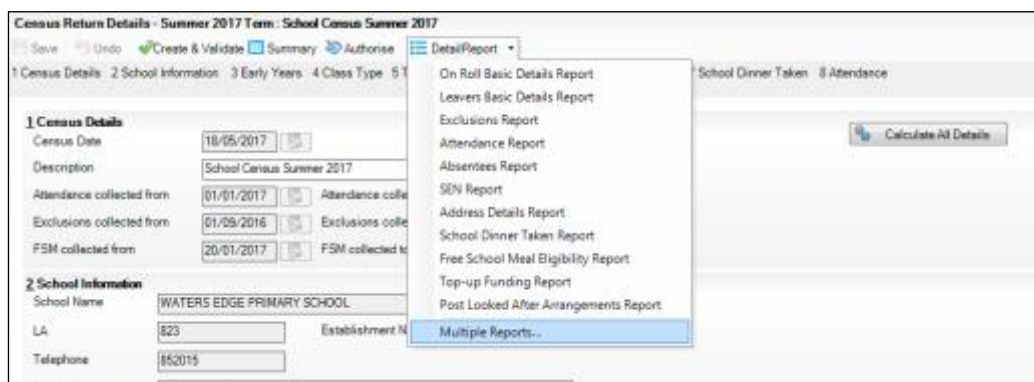 Census Return Details - Summer 2017 Term : School Census Summer 2017
Save Undo Create & Validate Summary Authorise DetailReport
1 Census Details 2 School Information 3 Early Years 4 Class Type 5 T School Dinner Taken 8 Attendance
On Roll Basic Details Report
Leavers Basic Details Report
Exclusions Report
Attendance Report
Absentees Report
SEN Report
Address Details Report
School Dinner Taken Report
Free School Meal Eligibility Report
Top-up Funding Report
Post Looked After Arrangements Report
Multiple Reports...
1 Census Details
Calculate All Details
Census Date 18/05/2017
Description School Census Summer 2017
Attendance collected from 01/01/2017 Attendance colle
Exclusions collected from 01/09/2016 Exclusions colle
FSM collected from 20/01/2017 FSM collected to
2 School Information
School Name WATERS EDGE PRIMARY SCHOOL
LA 823 Establishment N
Telephone 852015